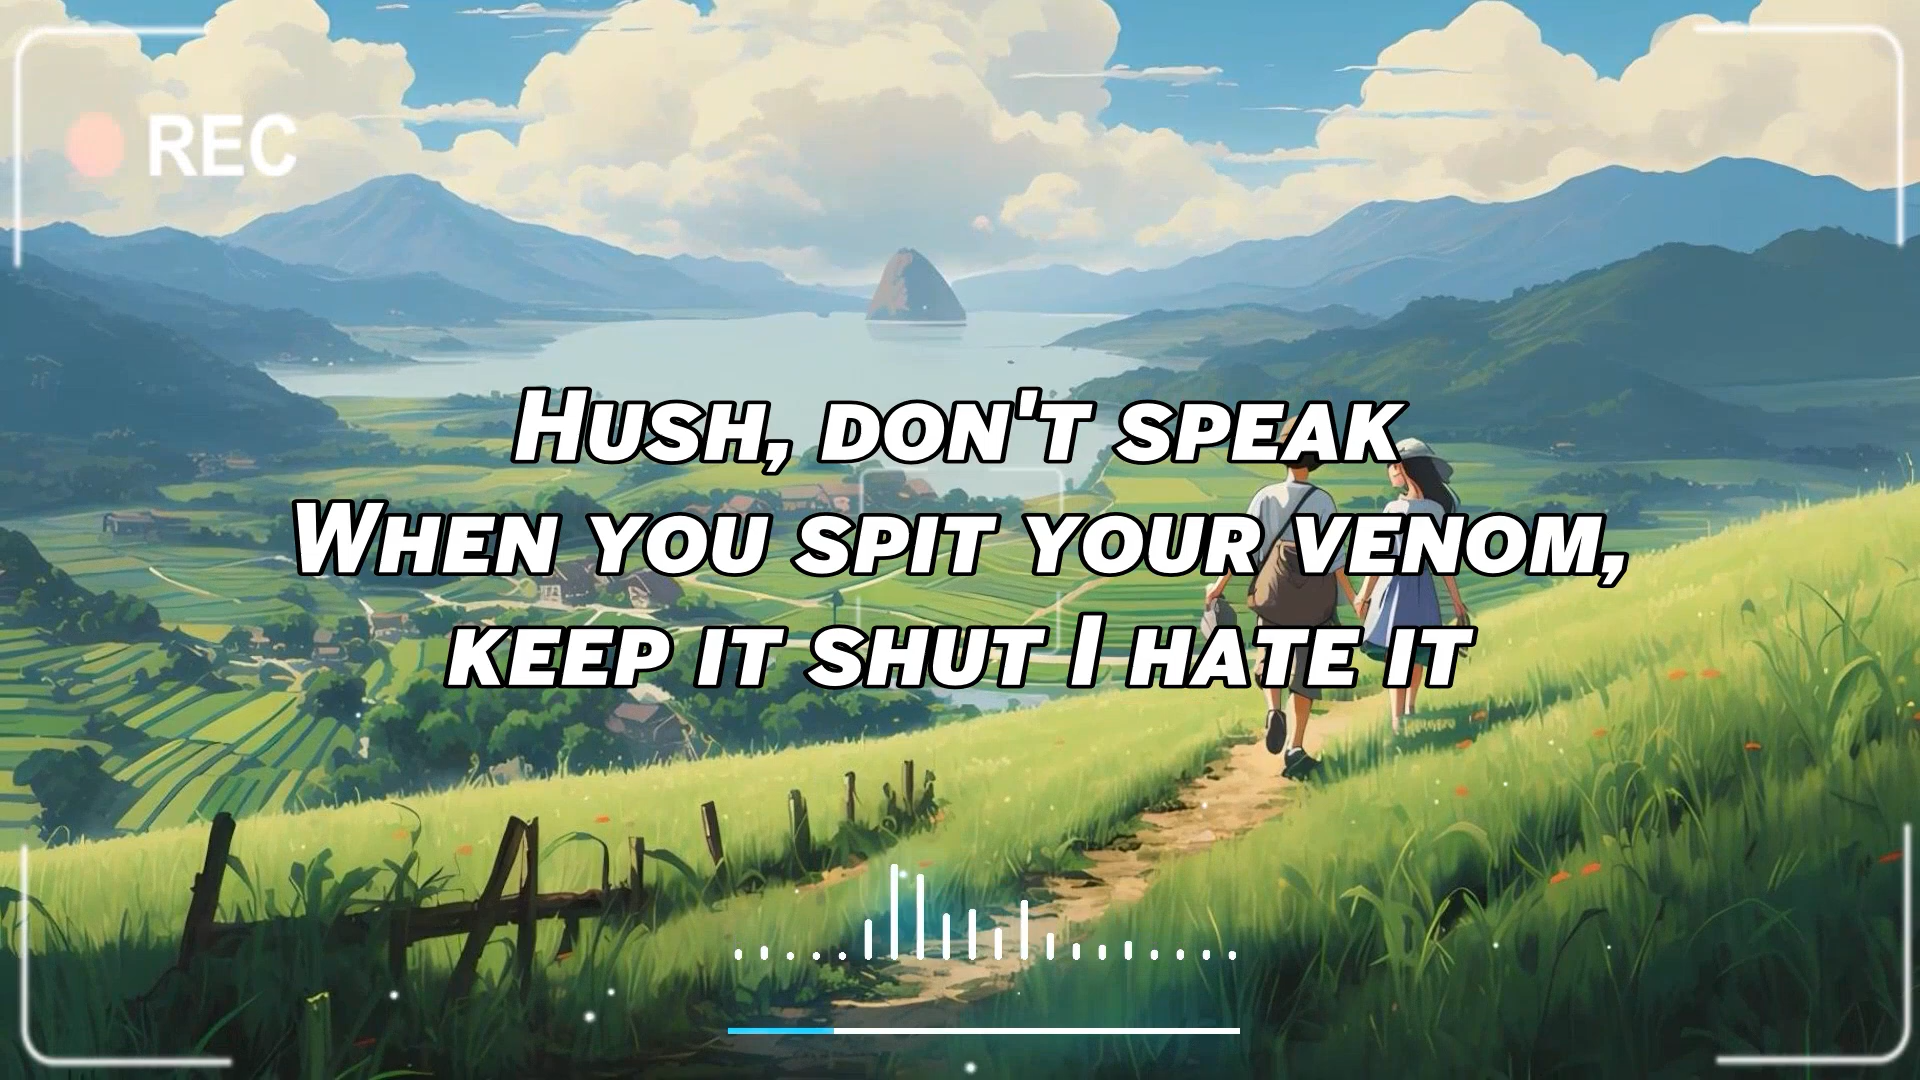 REC
Hush, don't speak
When you spit your venom,
keep it shut I hate it